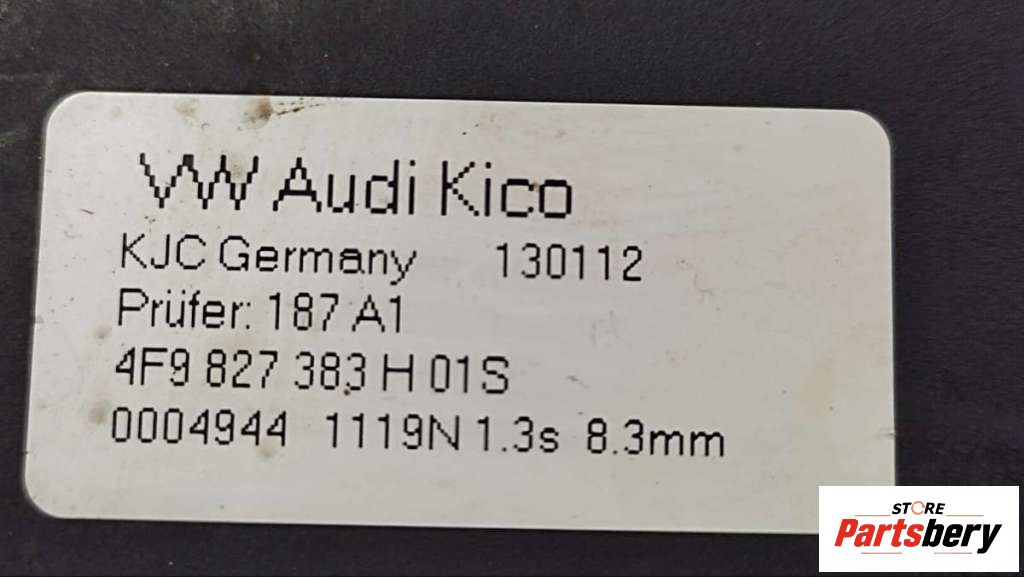 VW Audi Kico
KJC Germany 130112
Prüfer: 187 A1
4F9 827 383 H 01S
0004944 1119N 1.3s 8.3mm
STORE
Partsbery